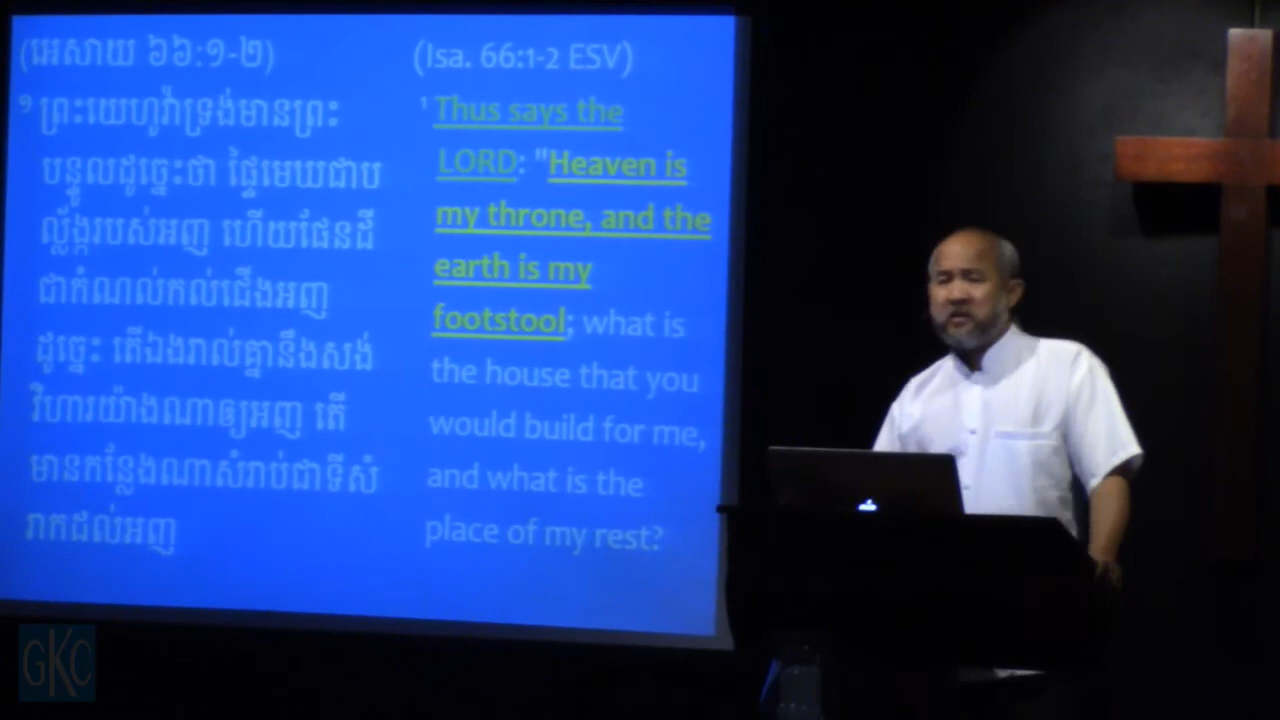 (អេសាយ ៦៦:១-២)
១ ព្រះយេហូវ៉ាទ្រង់មានព្រះ
បន្ទូលដូច្នេះថា ផ្ទៃមេឃជាប
ល្ល័ង្ករបស់អញ ហើយផែនដី
ជាកំណល់កល់ជើងអញ
ដូច្នេះ តើឯងរាល់គ្នានឹងសង់
វិហារយ៉ាងណាឲ្យអញ តើ
មានកន្លែងណាសំរាប់ជាទីសំ
រាកដល់អញ
(Isa. 66:1-2 ESV)
1 Thus says the
LORD: "Heaven is
my throne, and the
earth is my
footstool; what is
the house that you
would build for me,
and what is the
place of my rest?
GKC